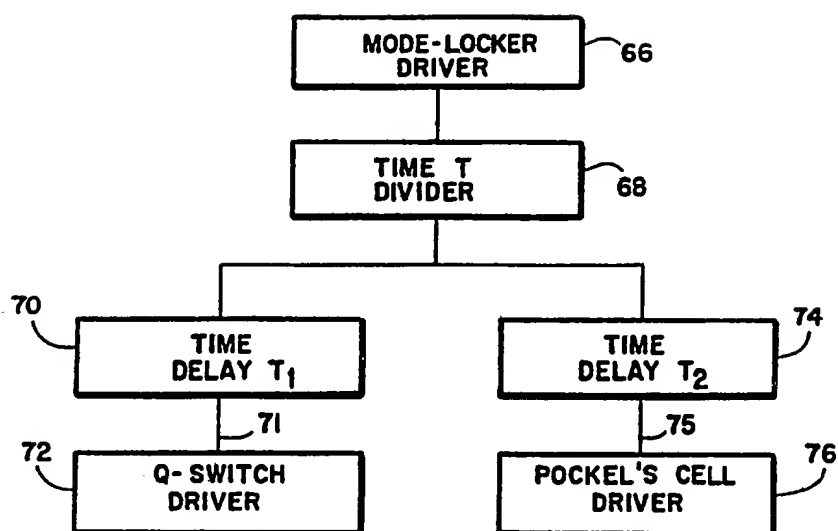 MODE-LOCKER
DRIVER
66
TIME T
DIVIDER
68
70
TIME
DELAY T₁
74
TIME
DELAY T₂
71
75
72
Q-SWITCH
DRIVER
76
POCKEL'S CELL
DRIVER